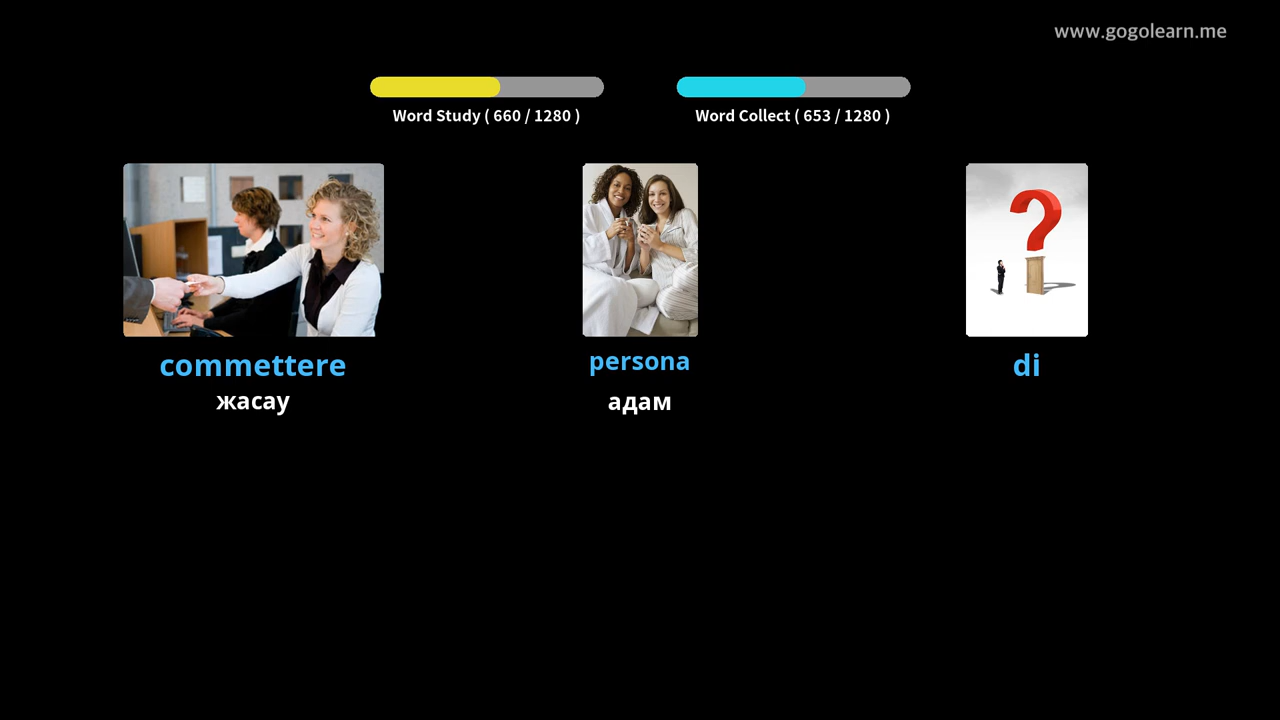 www.gogolearn.me
Word Study ( 660 / 1280 )
Word Collect ( 653 / 1280 )
commettere
persona
di
жасау
адам